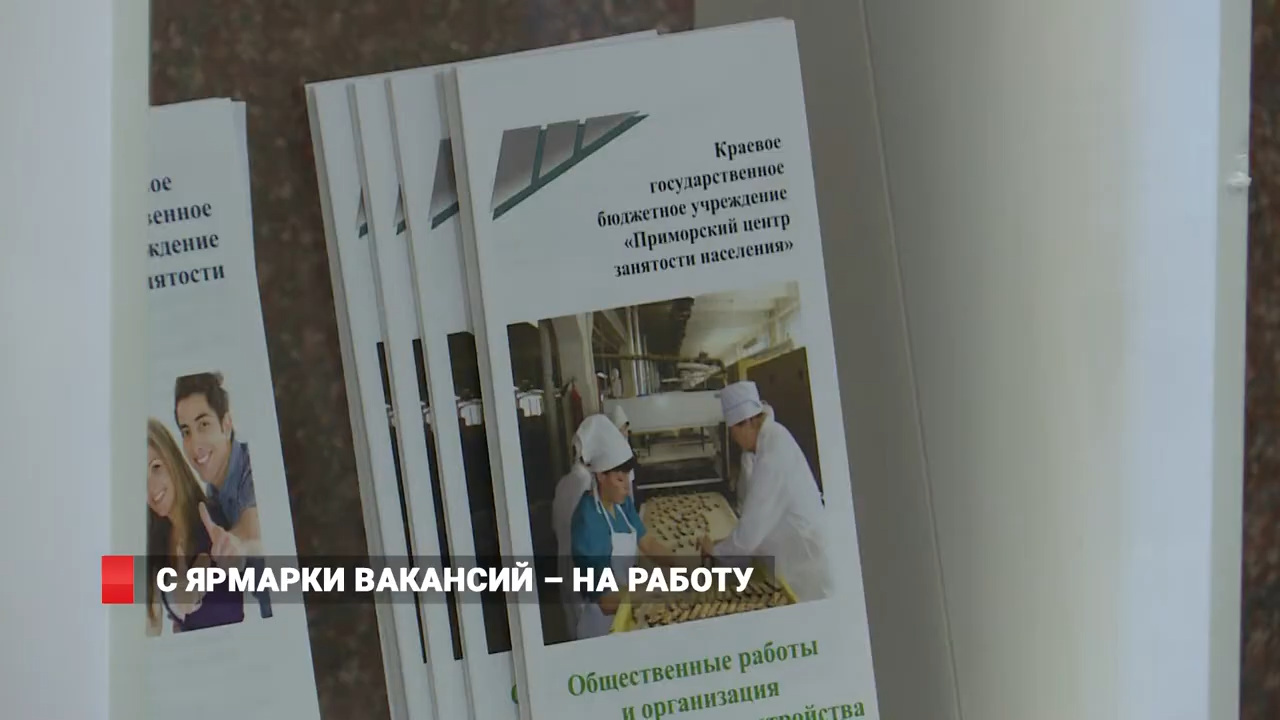 Краевое
государственное
бюджетное учреждение
«Приморский центр
занятости населения»
С ЯРМАРКИ ВАКАНСИЙ – НА РАБОТУ
Общественные работы
и организация